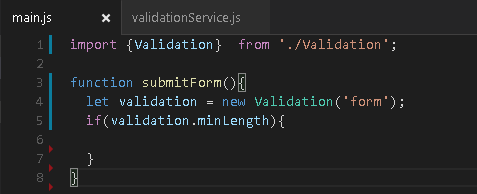 main.js × validationService.js
1 import {Validation} from './Validation';
2
3 function submitForm(){
4 let validation = new Validation('form');
5 if(validation.minLength){
6
7 }
8 }